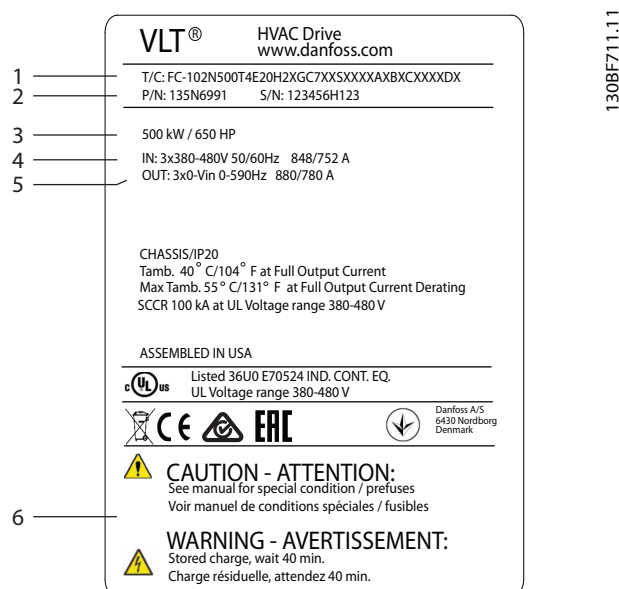 VLT® HVAC Drive
www.danfoss.com
1 T/C: FC-102N500T4E20H2XGC7XXSXXXXAXBXCXXXXDX
2 P/N: 135N6991 S/N: 123456H123
3 500 kW / 650 HP
4 IN: 3x380-480V 50/60Hz 848/752 A
5 OUT: 3x0-Vin 0-590Hz 880/780 A
CHASSIS/IP20
Tamb. 40° C/104° F at Full Output Current
Max Tamb. 55° C/131° F at Full Output Current Derating
SCCR 100 kA at UL Voltage range 380-480 V
ASSEMBLED IN USA
c UL us Listed 36U0 E70524 IND. CONT. EQ.
UL Voltage range 380-480 V
CE EAC
Danfoss A/S
6430 Nordborg
Denmark
CAUTION - ATTENTION:
See manual for special condition / prefuses
Voir manuel de conditions spéciales / fusibles
6
WARNING - AVERTISSEMENT:
Stored charge, wait 40 min.
Charge résiduelle, attendez 40 min.
130BF711.11